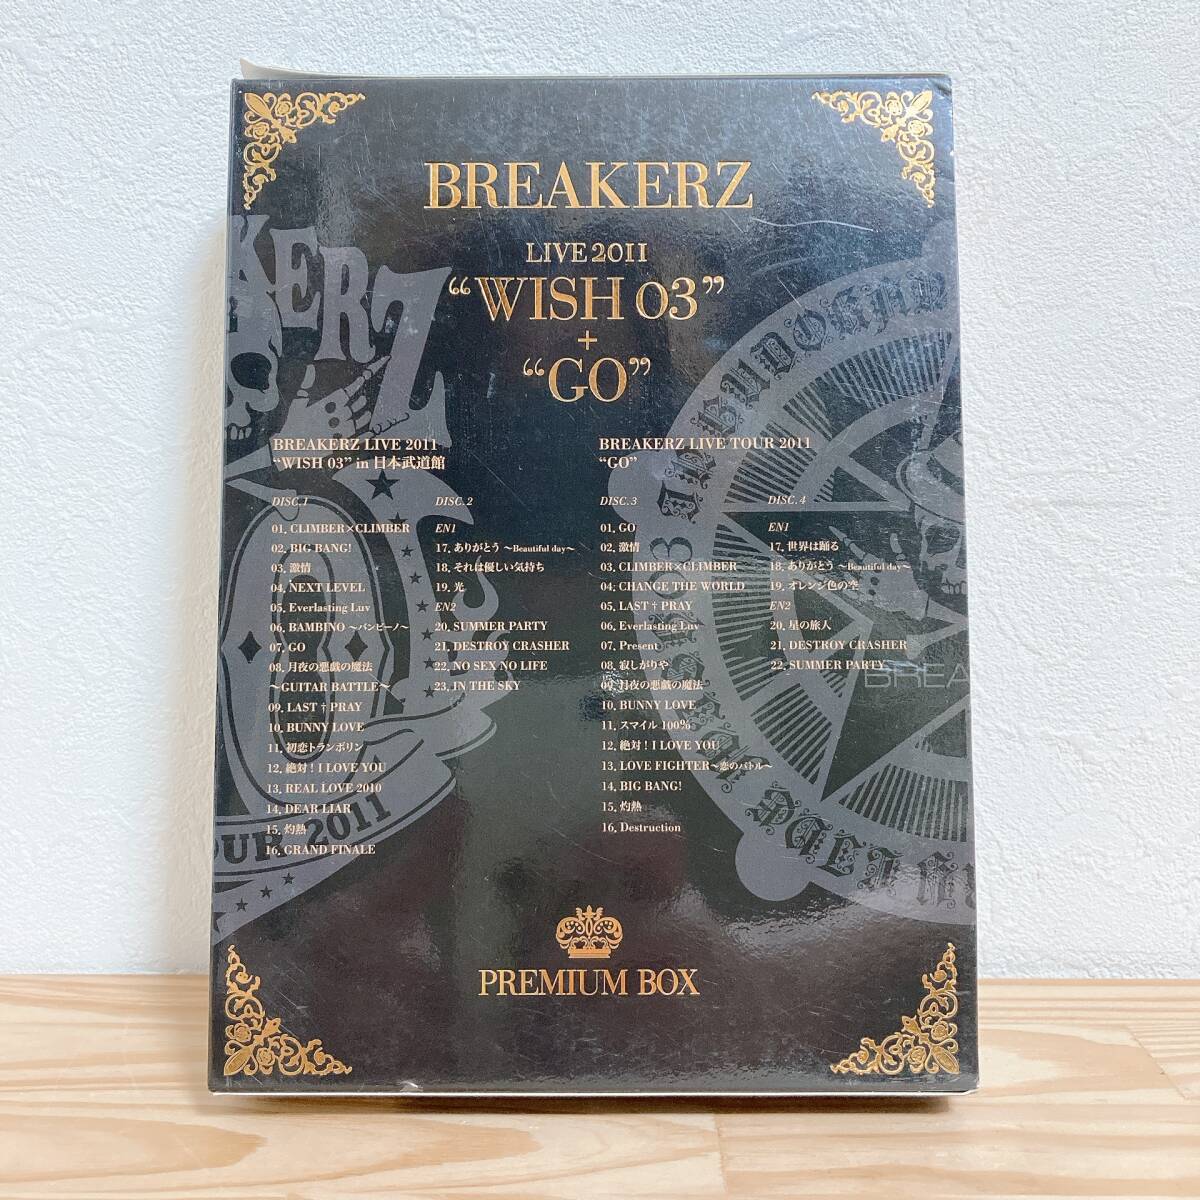 BREAKERZ
LIVE 2011
“WISH 03”
+
“GO”
BREAKERZ LIVE 2011
“WISH 03” in 日本武道館
DISC.1
01. CLIMBER×CLIMBER
02. BIG BANG!
03. 激情
04. NEXT LEVEL
05. Everlasting Luv
06. BAMBINO 〜バンビーノ〜
07. GO
08. 月夜の悪戯の魔法
〜GUITAR BATTLE〜
09. LAST † PRAY
10. BUNNY LOVE
11. 初恋トランポリン
12. 絶対! I LOVE YOU
13. REAL LOVE 2010
14. DEAR LIAR
15. 灼熱
16. GRAND FINALE
DISC.2
EN1
17. ありがとう 〜Beautiful day〜
18. それは優しい気持ち
19. 光
EN2
20. SUMMER PARTY
21. DESTROY CRASHER
22. NO SEX NO LIFE
23. IN THE SKY
BREAKERZ LIVE TOUR 2011
“GO”
DISC.3
01. GO
02. 激情
03. CLIMBER×CLIMBER
04. CHANGE THE WORLD
05. LAST † PRAY
06. Everlasting Luv
07. Present
08. 寂しがりや
09. 月夜の悪戯の魔法
10. BUNNY LOVE
11. スマイル 100%
12. 絶対! I LOVE YOU
13. LOVE FIGHTER〜恋のバトル〜
14. BIG BANG!
15. 灼熱
16. Destruction
DISC.4
EN1
17. 世界は踊る
18. ありがとう 〜Beautiful day〜
19. オレンジ色の空
EN2
20. 星の旅人
21. DESTROY CRASHER
22. SUMMER PARTY
KERZ
OUR 2011
BREA
PREMIUM BOX